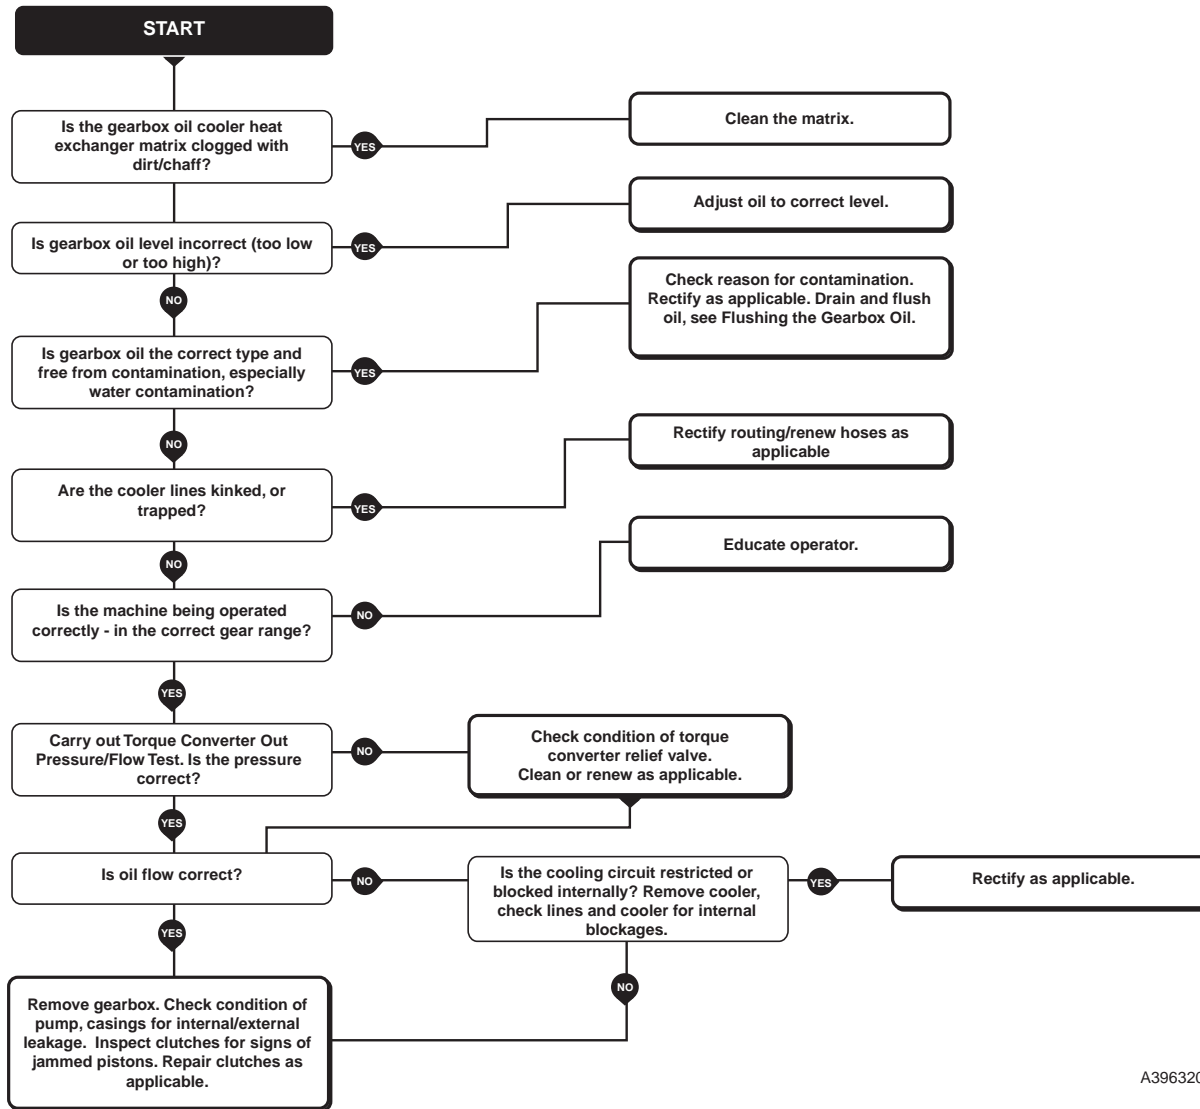 START
Is the gearbox oil cooler heat
exchanger matrix clogged with
dirt/chaff?
YES
Clean the matrix.
Is gearbox oil level incorrect (too low
or too high)?
YES
Adjust oil to correct level.
NO
Is gearbox oil the correct type and
free from contamination, especially
water contamination?
YES
Check reason for contamination.
Rectify as applicable. Drain and flush
oil, see Flushing the Gearbox Oil.
NO
Are the cooler lines kinked, or
trapped?
YES
Rectify routing/renew hoses as
applicable
NO
Is the machine being operated
correctly - in the correct gear range?
NO
Educate operator.
YES
Carry out Torque Converter Out
Pressure/Flow Test. Is the pressure
correct?
NO
Check condition of torque
converter relief valve.
Clean or renew as applicable.
YES
Is oil flow correct?
NO
Is the cooling circuit restricted or
blocked internally? Remove cooler,
check lines and cooler for internal
blockages.
YES
Rectify as applicable.
YES
NO
Remove gearbox. Check condition of
pump, casings for internal/external
leakage. Inspect clutches for signs of
jammed pistons. Repair clutches as
applicable.
A396320